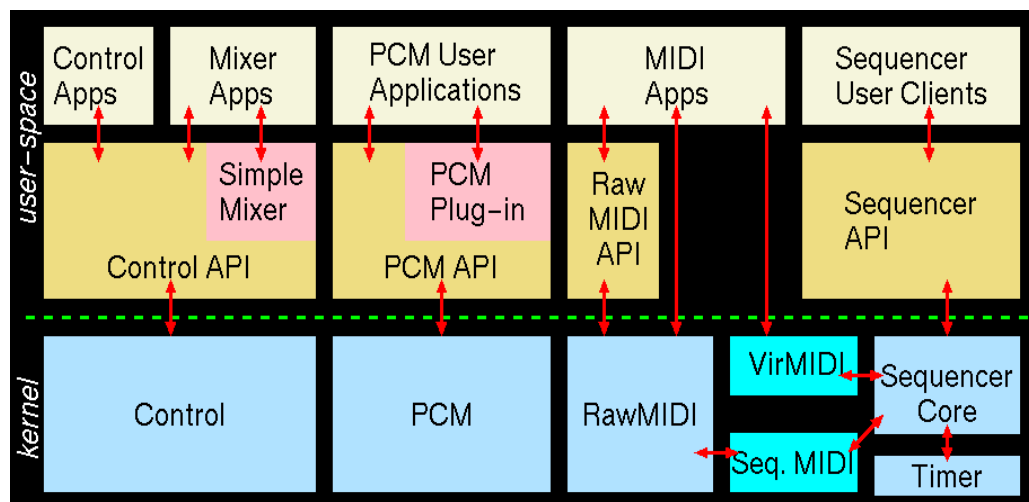 user-space
Control
Apps
Mixer
Apps
PCM User
Applications
MIDI
Apps
Sequencer
User Clients
Simple
Mixer
Control API
PCM
Plug-in
PCM API
Raw
MIDI
API
Sequencer
API
kernel
Control
PCM
RawMIDI
VirMIDI
Seq. MIDI
Sequencer
Core
Timer